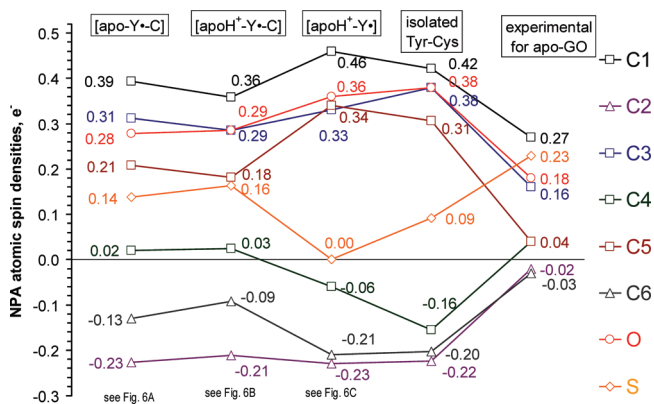 [apo-Y•-C]
[apoH+-Y•-C]
[apoH+-Y•]
isolated
Tyr-Cys
experimental
for apo-GO
NPA atomic spin densities, e-
0.5
0.4
0.3
0.2
0.1
0.0
-0.1
-0.2
-0.3
0.39
0.36
0.46
0.42
0.27
0.31
0.29
0.33
0.38
0.16
0.28
0.29
0.36
0.38
0.18
0.21
0.18
0.34
0.31
0.04
0.14
0.16
0.00
0.09
0.23
0.02
0.03
-0.06
-0.16
-0.13
-0.09
-0.21
-0.20
-0.03
-0.23
-0.21
-0.23
-0.22
-0.02
see Fig. 6A
see Fig. 6B
see Fig. 6C
C1
C2
C3
C4
C5
C6
O
S